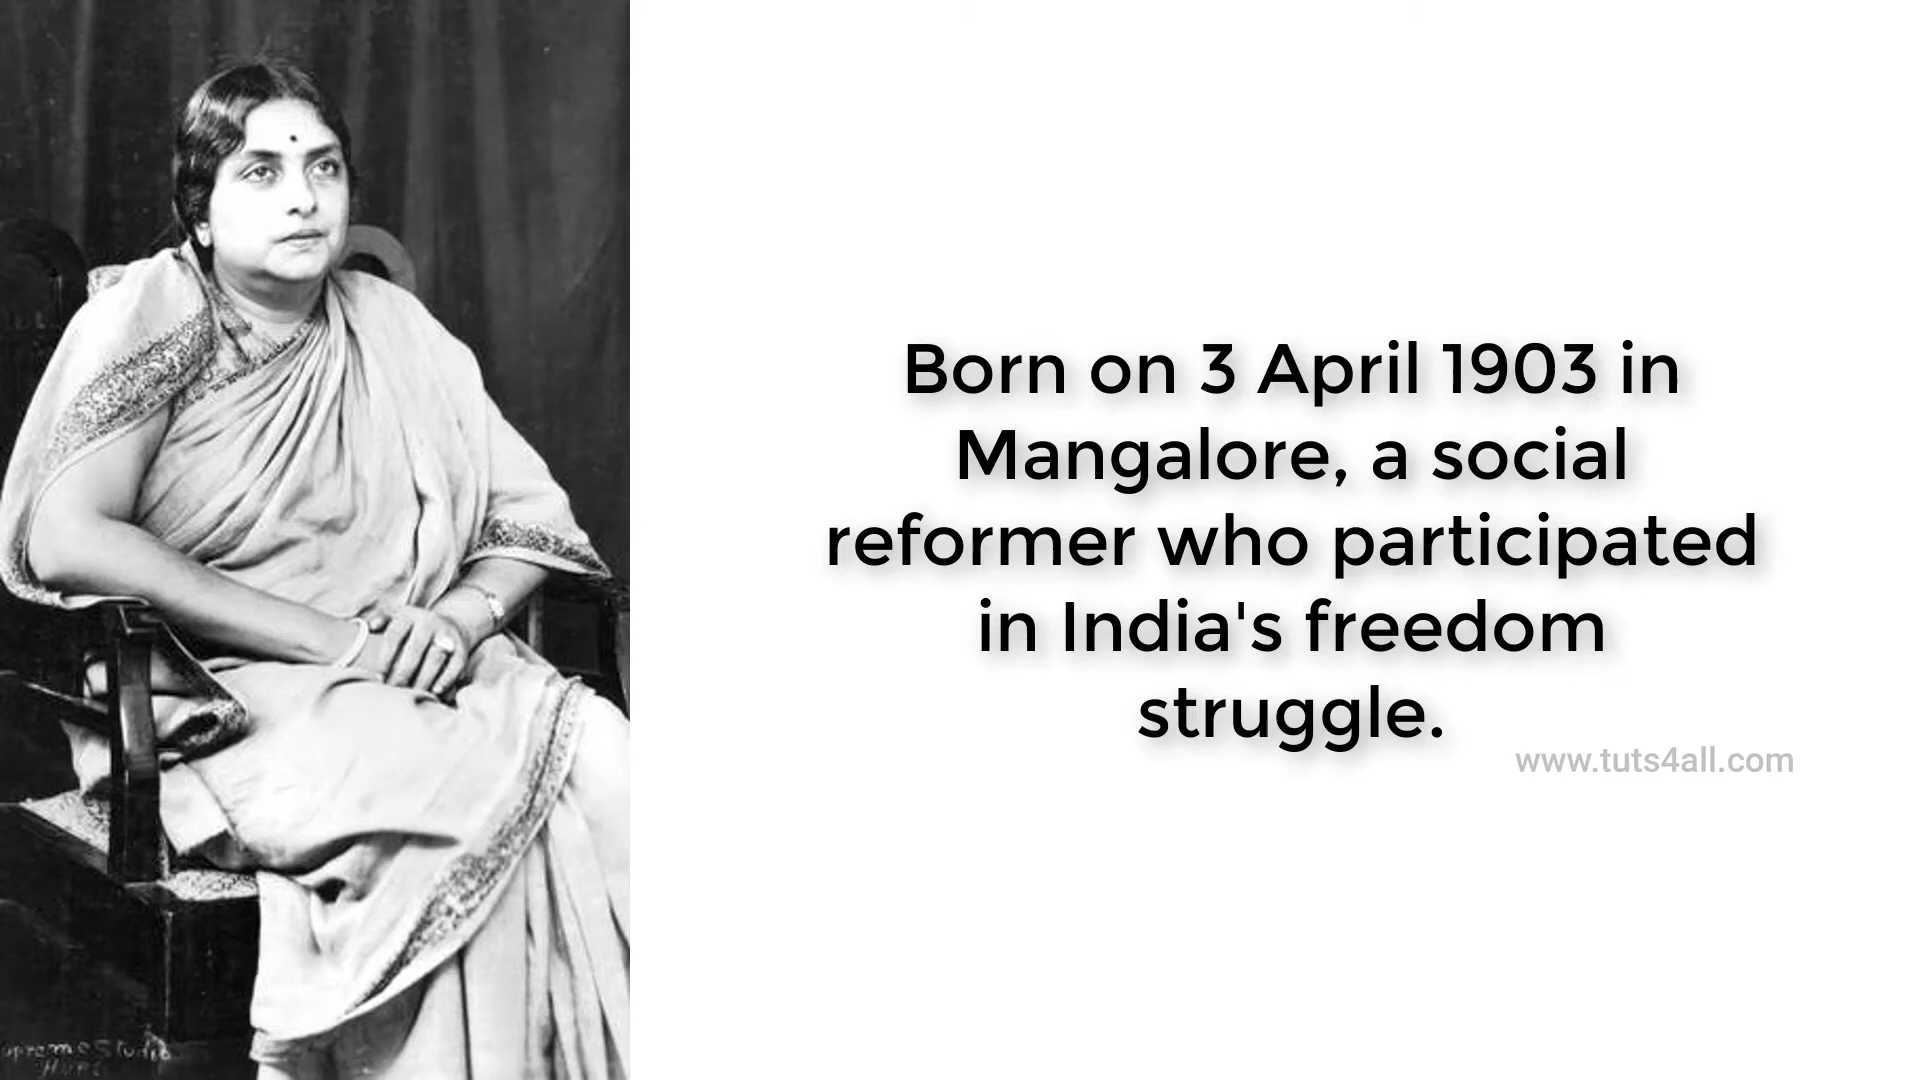 Born on 3 April 1903 in
Mangalore, a social
reformer who participated
in India's freedom
struggle.
www.tuts4all.com